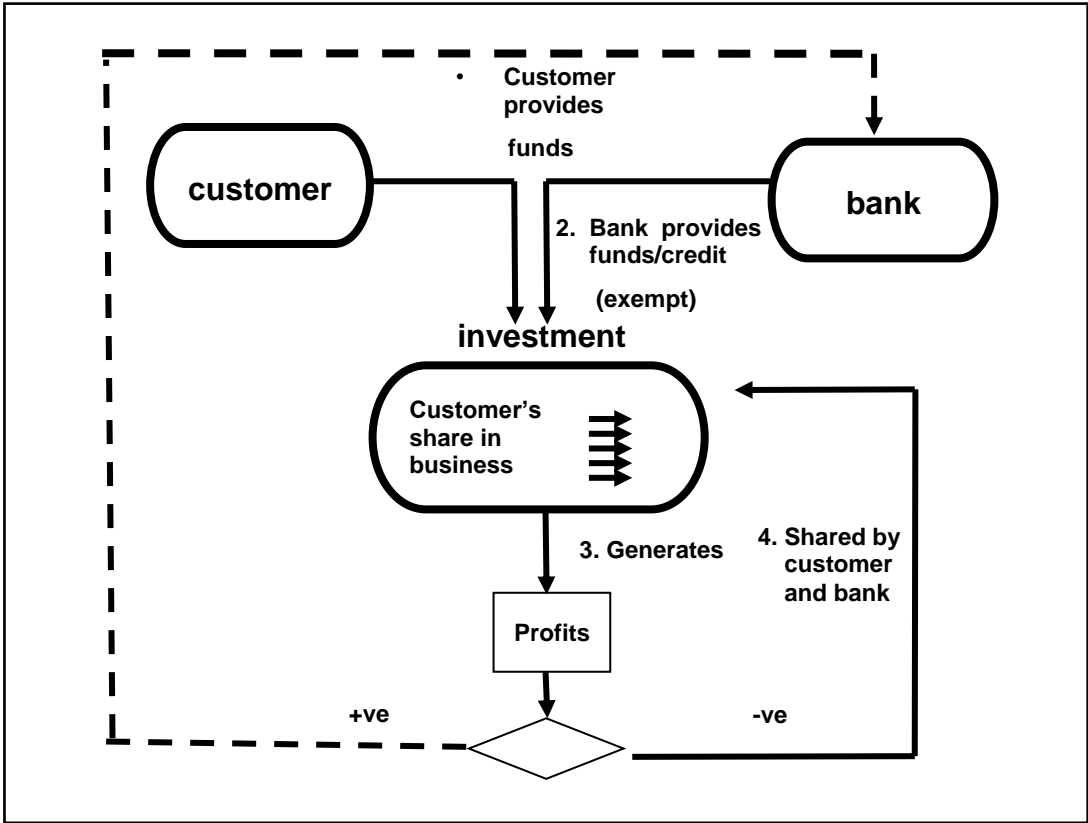 • Customer
provides
funds
customer
bank
2. Bank provides
funds/credit
(exempt)
investment
Customer's
share in
business
3. Generates
4. Shared by
customer
and bank
Profits
+ve
-ve